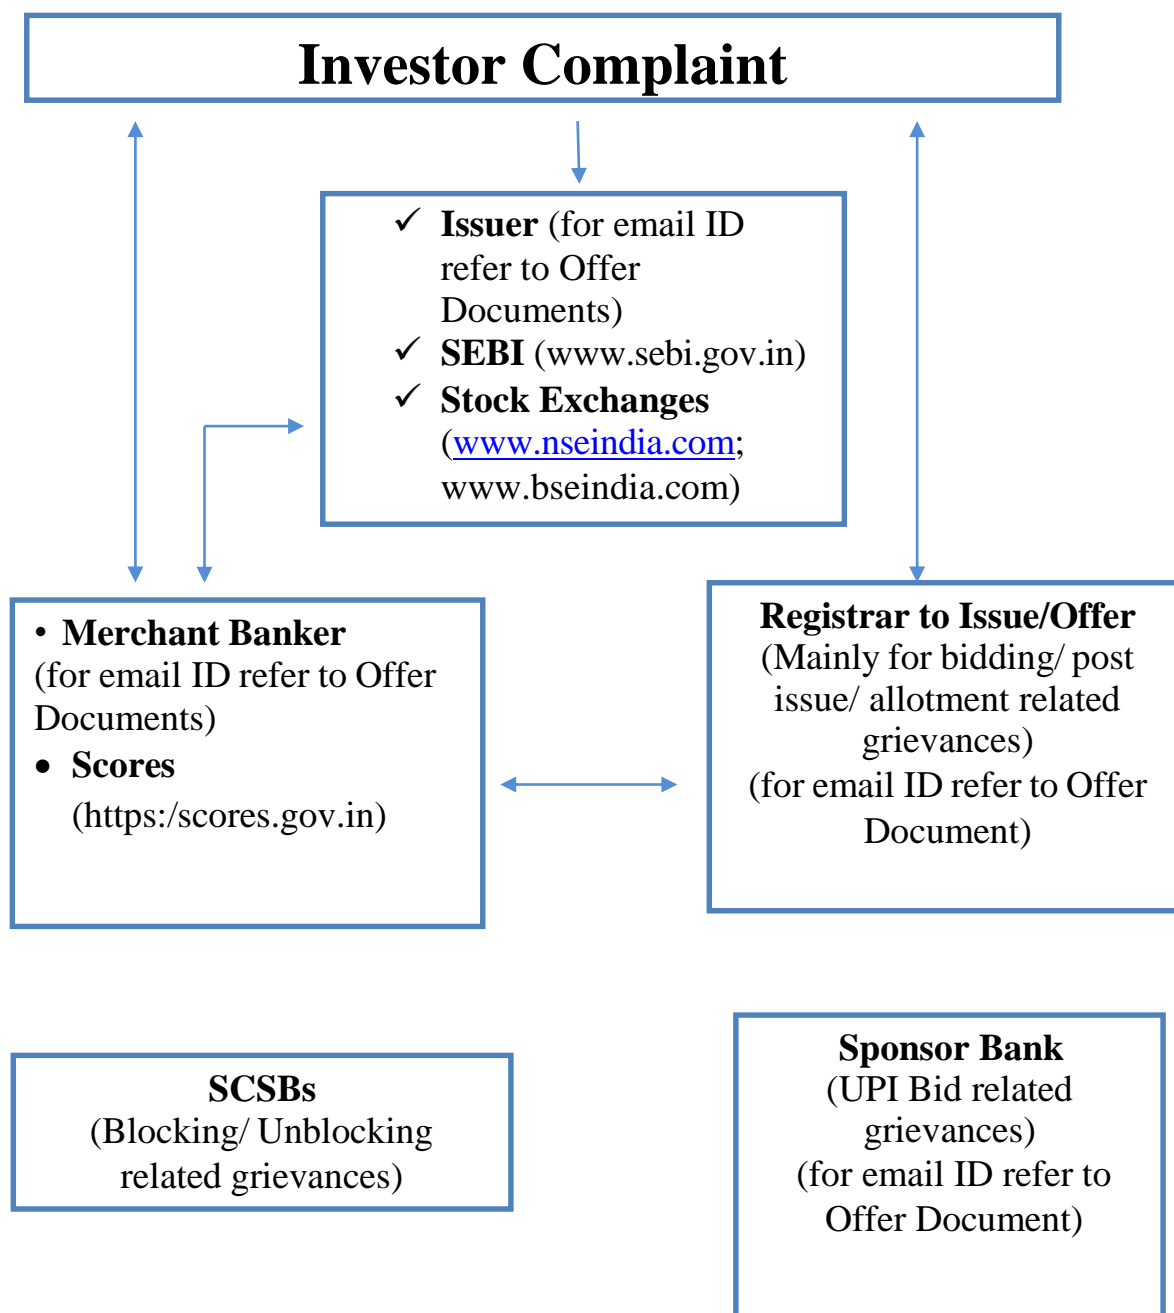 Investor Complaint
✓ Issuer (for email ID
refer to Offer
Documents)
✓ SEBI (www.sebi.gov.in)
✓ Stock Exchanges
(www.nseindia.com;
www.bseindia.com)
• Merchant Banker
(for email ID refer to Offer
Documents)
• Scores
(https:/scores.gov.in)
Registrar to Issue/Offer
(Mainly for bidding/ post
issue/ allotment related
grievances)
(for email ID refer to Offer
Document)
SCSBs
(Blocking/ Unblocking
related grievances)
Sponsor Bank
(UPI Bid related
grievances)
(for email ID refer to
Offer Document)